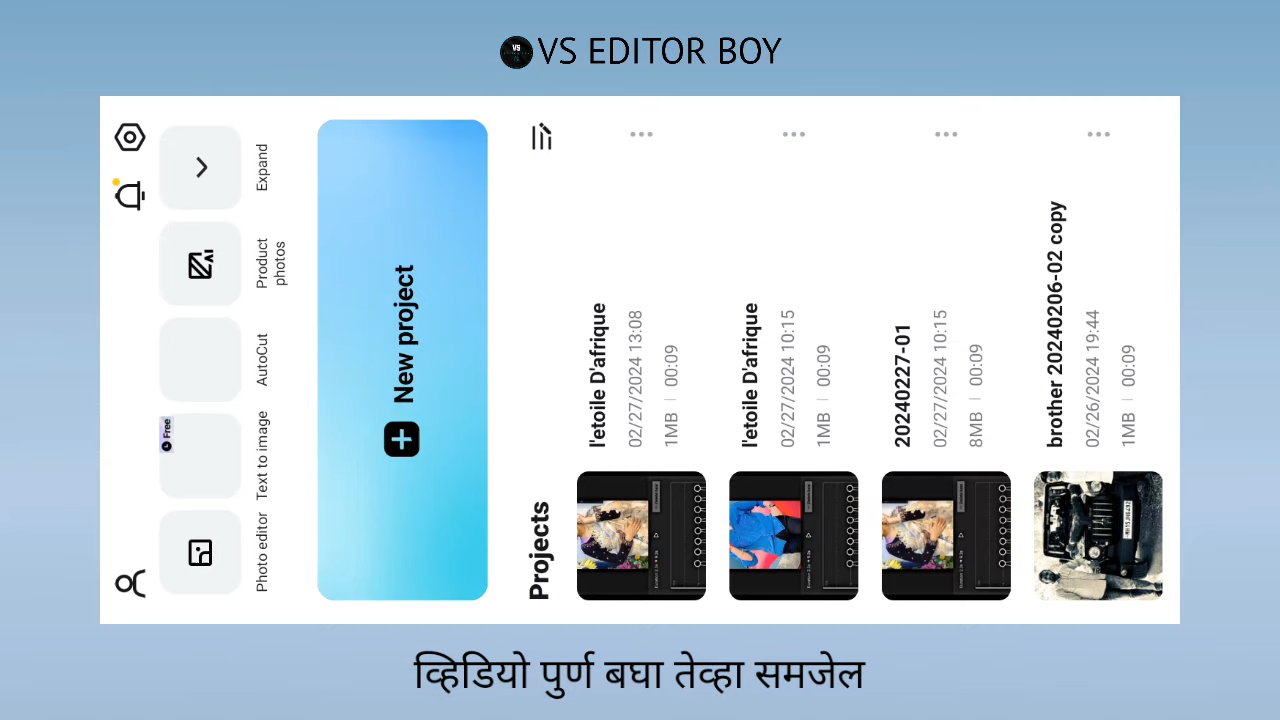 VS EDITOR BOY
Expand
Product
photos
AutoCut
Free
Text to image
Photo editor
New project
Projects
l'etoile D'afrique
02/27/2024 13:08
1MB | 00:09
l'etoile D'afrique
02/27/2024 10:15
1MB | 00:09
20240227-01
02/27/2024 10:15
8MB | 00:09
brother 20240206-02 copy
02/26/2024 19:44
1MB | 00:09
व्हिडियो पुर्ण बघा तेव्हा समजेल